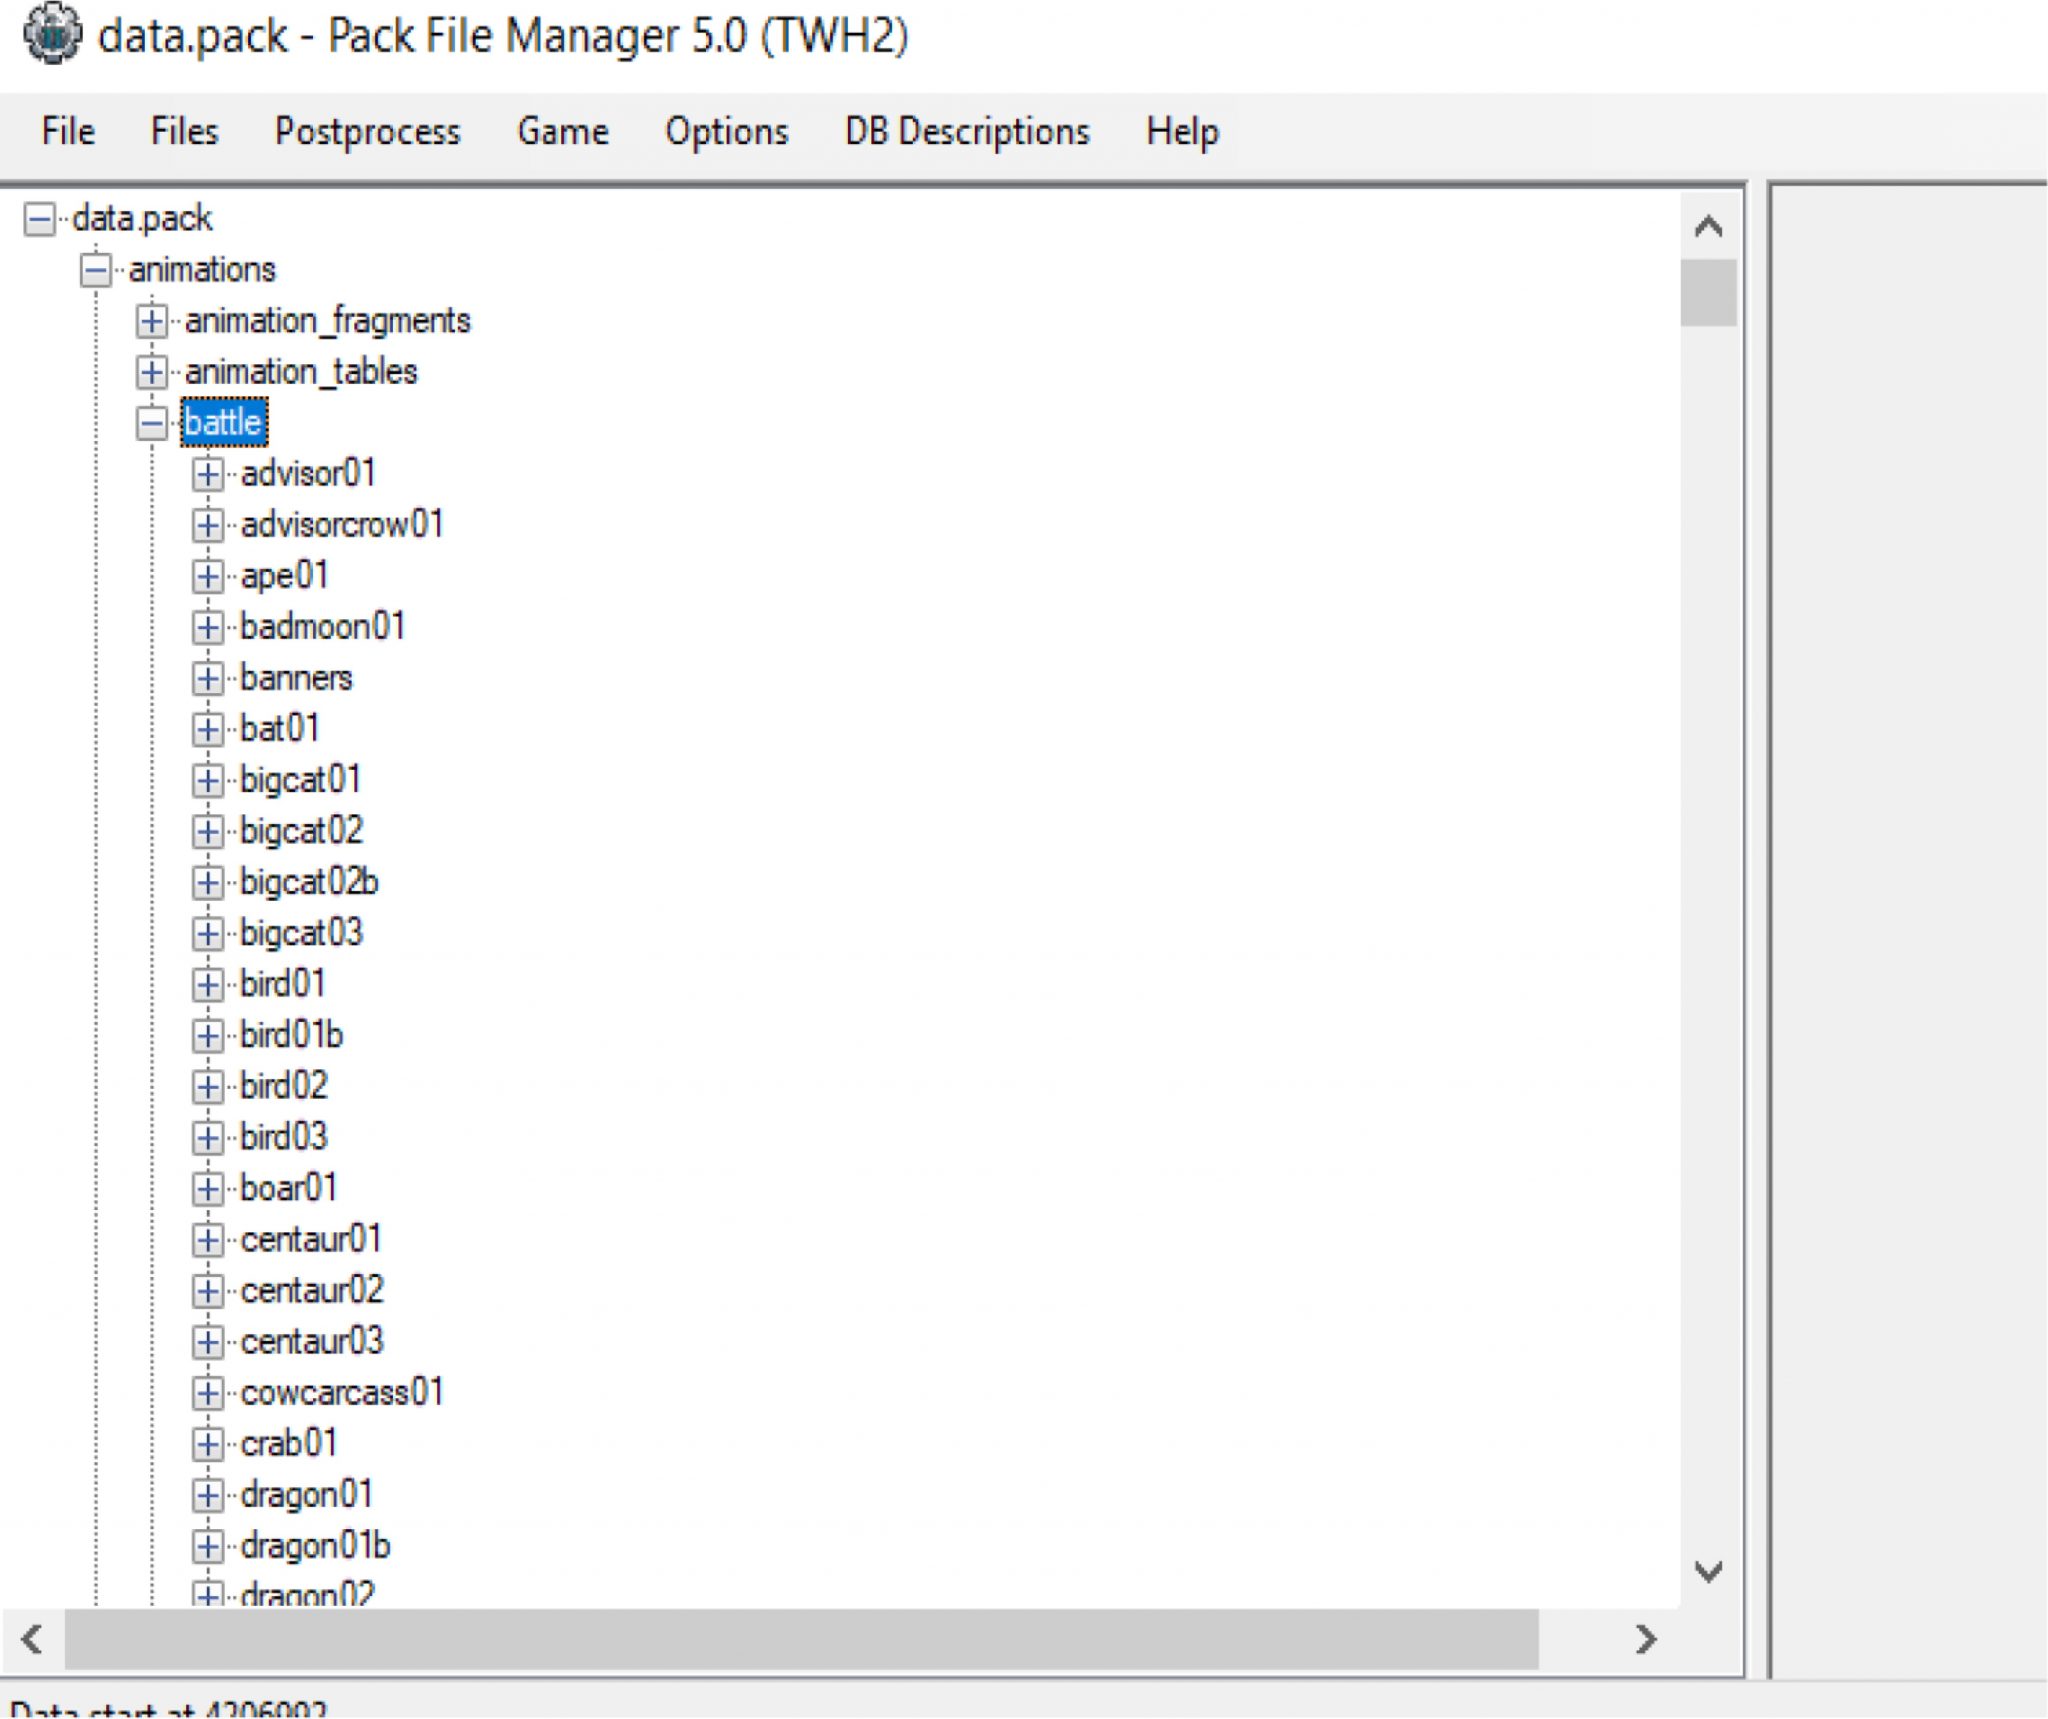 data.pack - Pack File Manager 5.0 (TWH2)
File Files Postprocess Game Options DB Descriptions Help
data.pack
animations
animation_fragments
animation_tables
battle
advisor01
advisorcrow01
ape01
badmoon01
banners
bat01
bigcat01
bigcat02
bigcat02b
bigcat03
bird01
bird01b
bird02
bird03
boar01
centaur01
centaur02
centaur03
cowcarcass01
crab01
dragon01
dragon01b
dragon02
Data start at